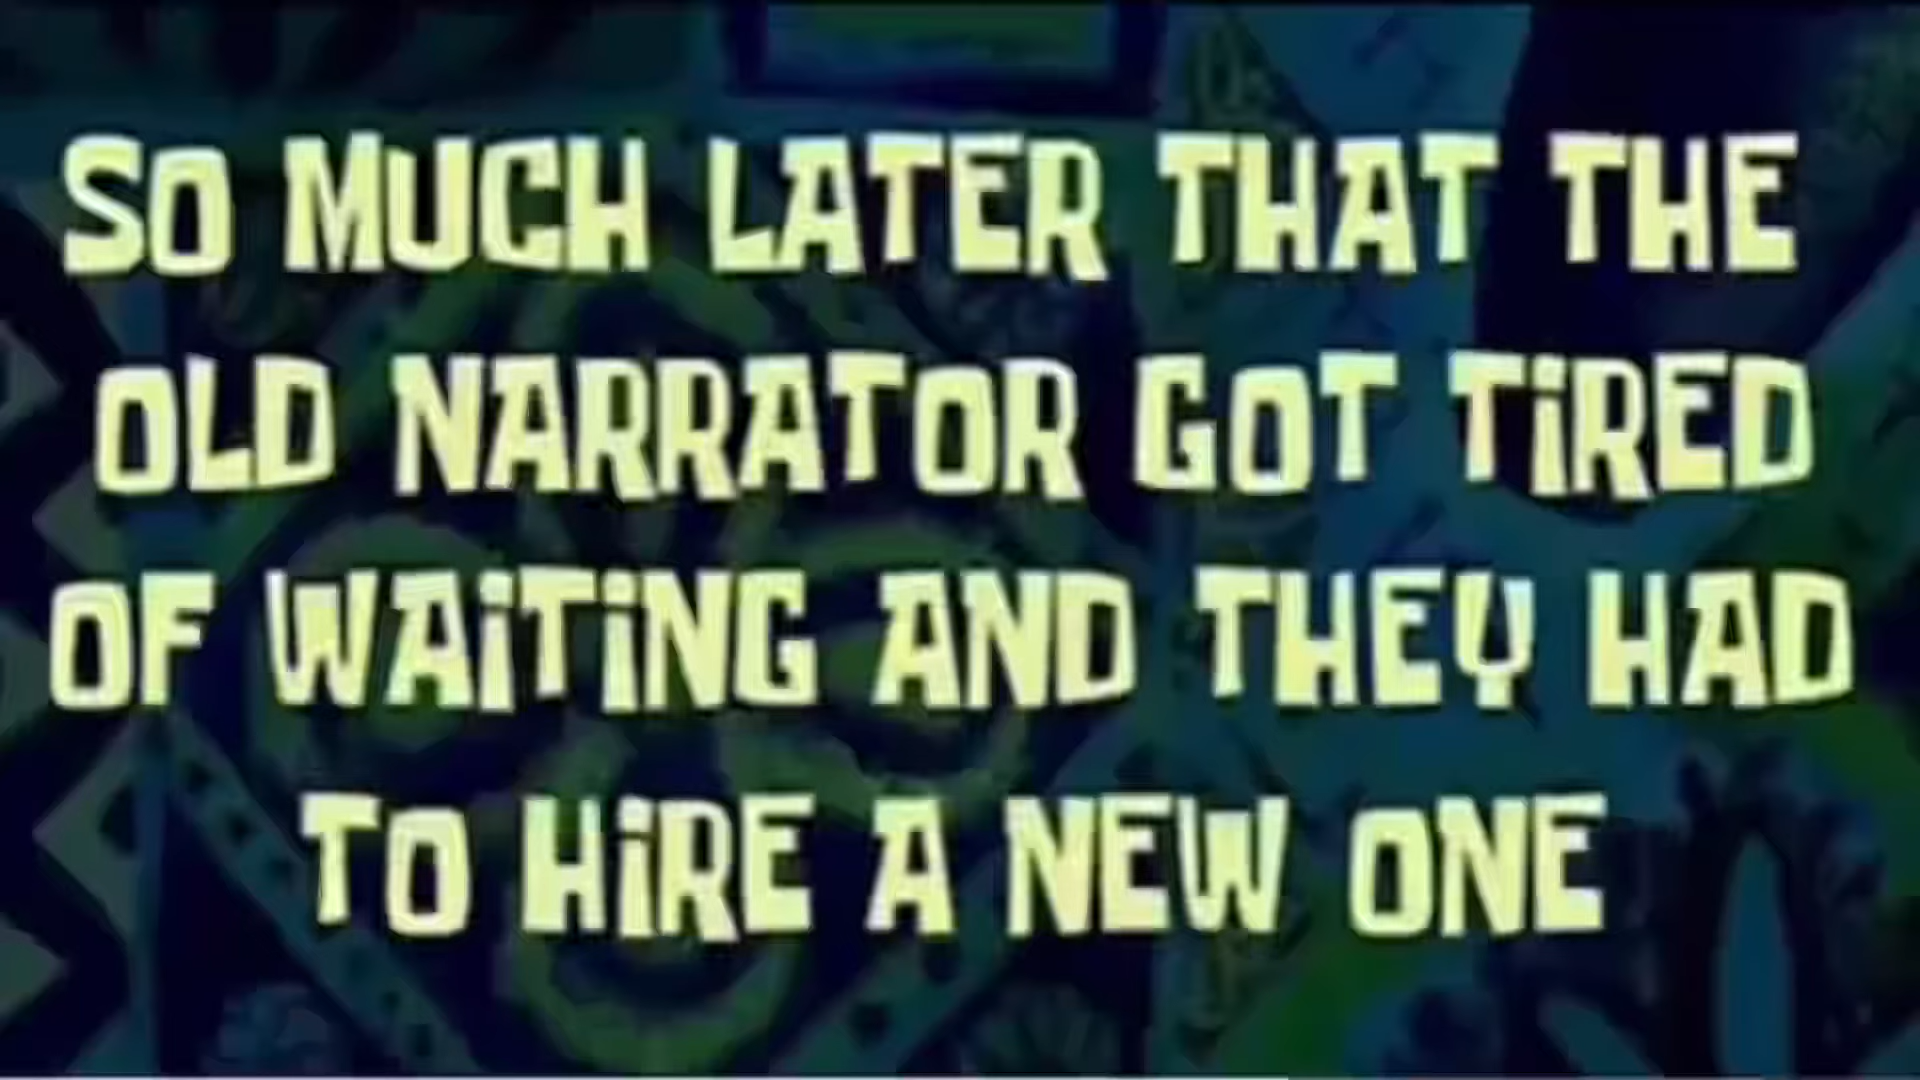 SO MUCH LATER THAT THE
OLD NARRATOR GOT TiRED
OF WAiTiNG AND THEY HAD
TO HiRE A NEW ONE